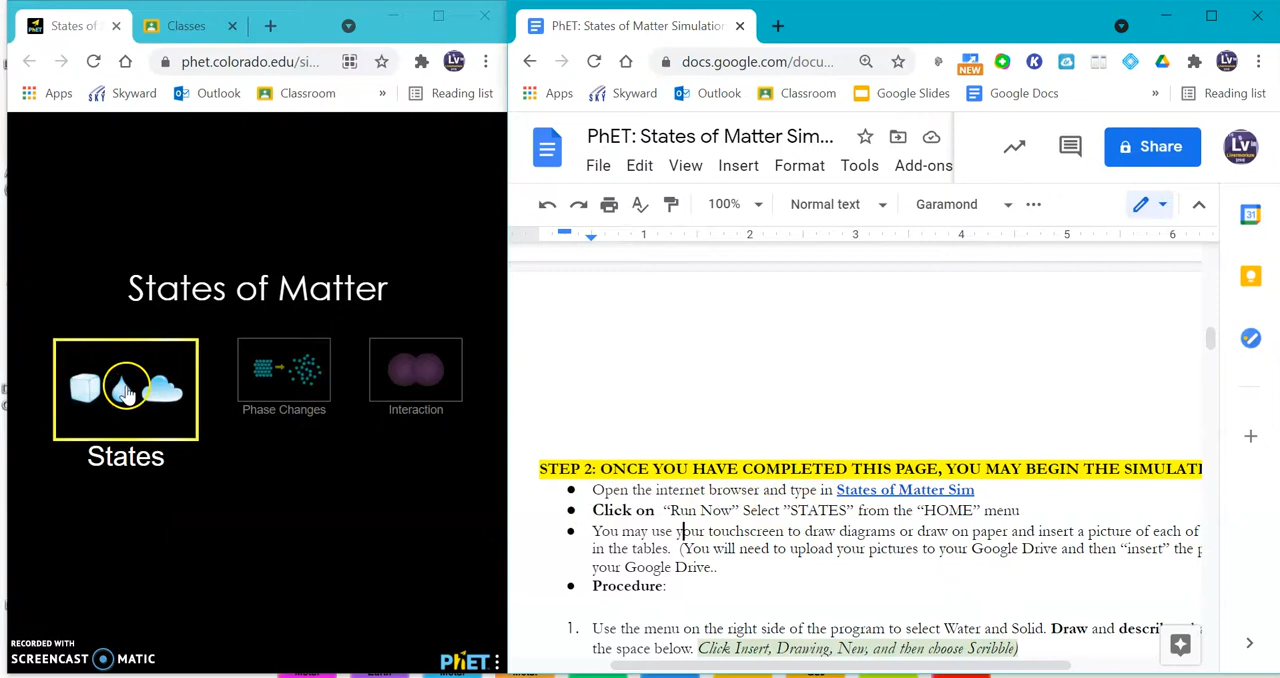 States of
Classes
phet.colorado.edu/si...
Apps
Skyward
Outlook
Classroom
»
Reading list
States of Matter
States
Phase Changes
Interaction
RECORDED WITH
SCREENCAST MATIC
PhET
PhET: States of Matter Simulation
docs.google.com/docu...
NEW
Apps
Skyward
Outlook
Classroom
Google Slides
Google Docs
»
Reading list
PhET: States of Matter Sim...
Share
File Edit View Insert Format Tools Add-ons
100% Normal text Garamond
1 2 3 4 5 6
31
STEP 2: ONCE YOU HAVE COMPLETED THIS PAGE, YOU MAY BEGIN THE SIMULATI
● Open the internet browser and type in States of Matter Sim
● Click on “Run Now” Select ”STATES” from the “HOME” menu
● You may use your touchscreen to draw diagrams or draw on paper and insert a picture of each of
in the tables. (You will need to upload your pictures to your Google Drive and then “insert” the p
your Google Drive..
● Procedure:
1. Use the menu on the right side of the program to select Water and Solid. Draw and describ
the space below. Click Insert, Drawing, New, and then choose Scribble)